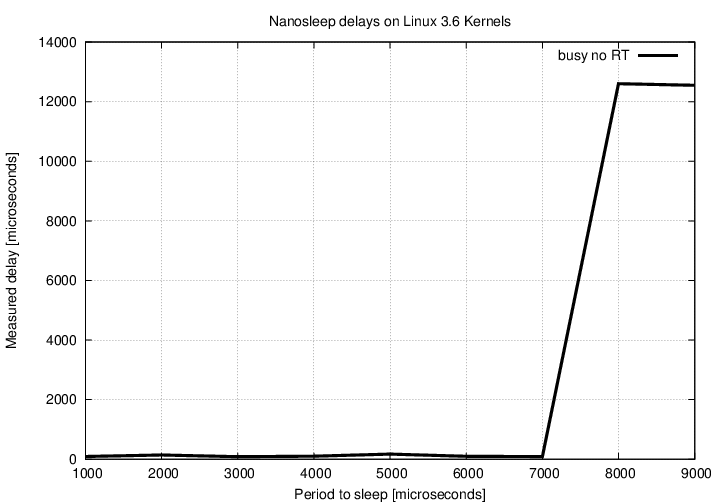 Nanosleep delays on Linux 3.6 Kernels
14000
12000
10000
8000
6000
4000
2000
0
busy no RT
Measured delay [microseconds]
1000 2000 3000 4000 5000 6000 7000 8000 9000
Period to sleep [microseconds]